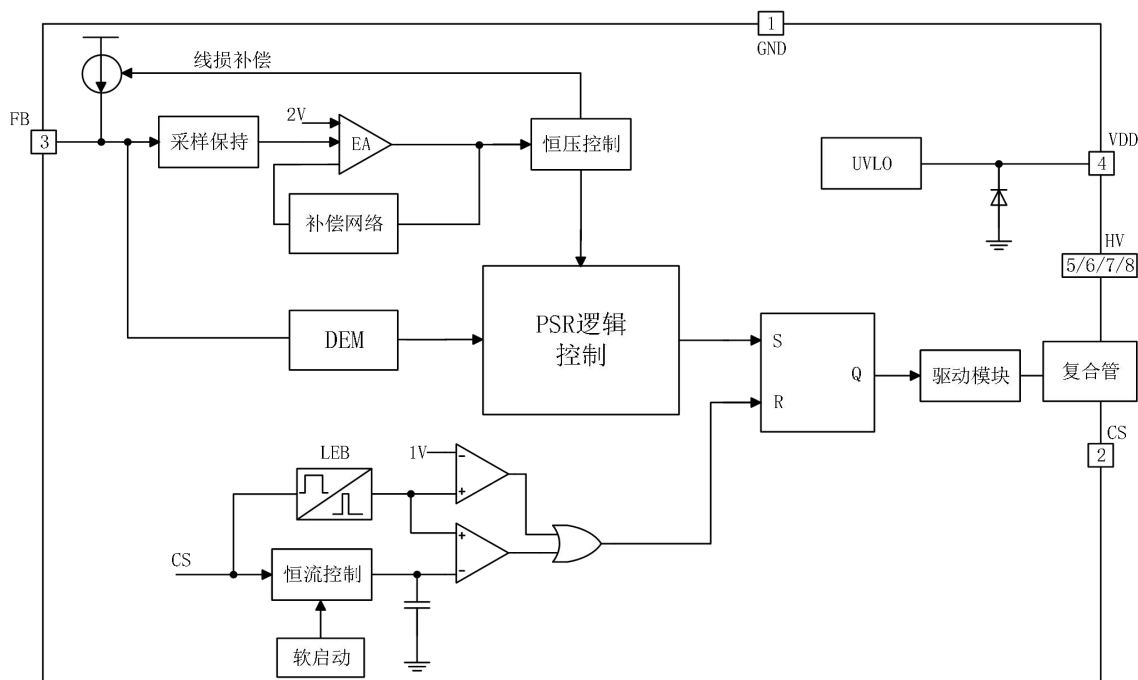 1
GND
线损补偿
FB
3
采样保持
2V
EA
恒压控制
补偿网络
UVLO
VDD
4
HV
5/6/7/8
DEM
PSR逻辑
控制
S
Q
R
驱动模块
复合管
CS
2
LEB
1V
-
+
+
-
CS
恒流控制
软启动